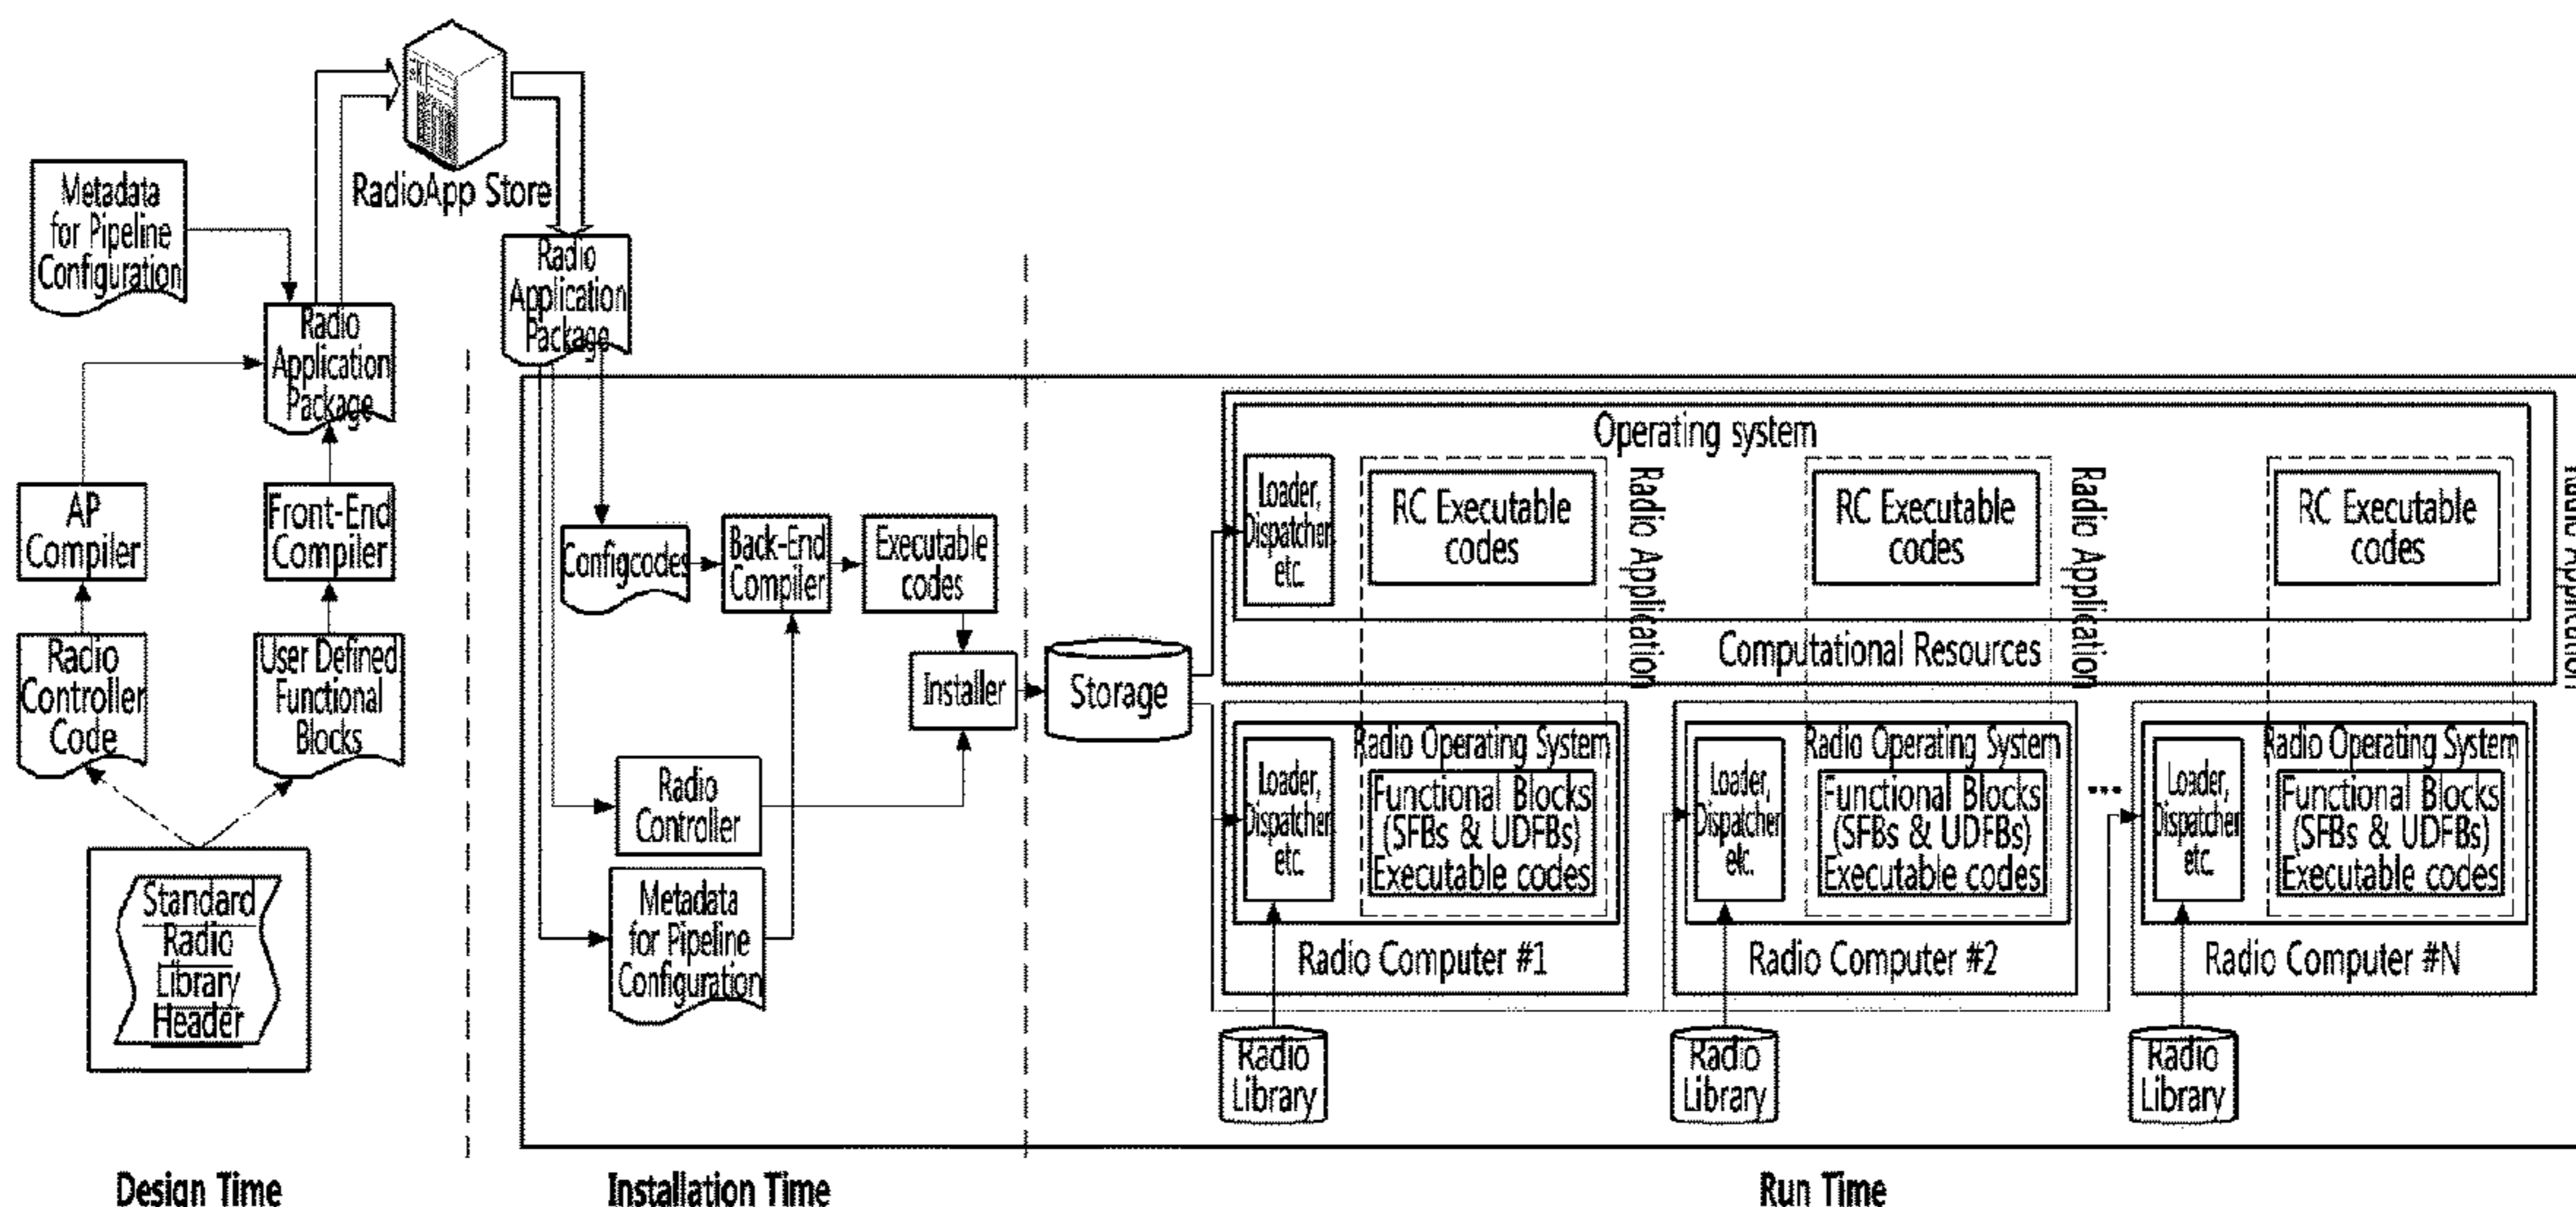 RadioApp Store
Metadata
for Pipeline
Configuration
Radio
Application
Package
AP
Compiler
Front-End
Compiler
Radio
Controller
Code
User Defined
Functional
Blocks
Standard
Radio
Library
Header
Design Time
Radio
Application
Package
Configcodes
Back-End
Compiler
Executable
codes
Installer
Radio
Controller
Metadata
for Pipeline
Configuration
Installation Time
Storage
Operating system
Loader,
Dispatcher
etc.
RC Executable
codes
Radio Application
RC Executable
codes
Radio Application
RC Executable
codes
Radio Application
Computational Resources
Loader,
Dispatcher
etc.
Radio Operating System
Functional Blocks
(SFBs & UDFBs)
Executable codes
Radio Computer #1
Loader,
Dispatcher
etc.
Radio Operating System
Functional Blocks
(SFBs & UDFBs)
Executable codes
Radio Computer #2
...
Loader,
Dispatcher
etc.
Radio Operating System
Functional Blocks
(SFBs & UDFBs)
Executable codes
Radio Computer #N
Radio
Library
Radio
Library
Radio
Library
Run Time